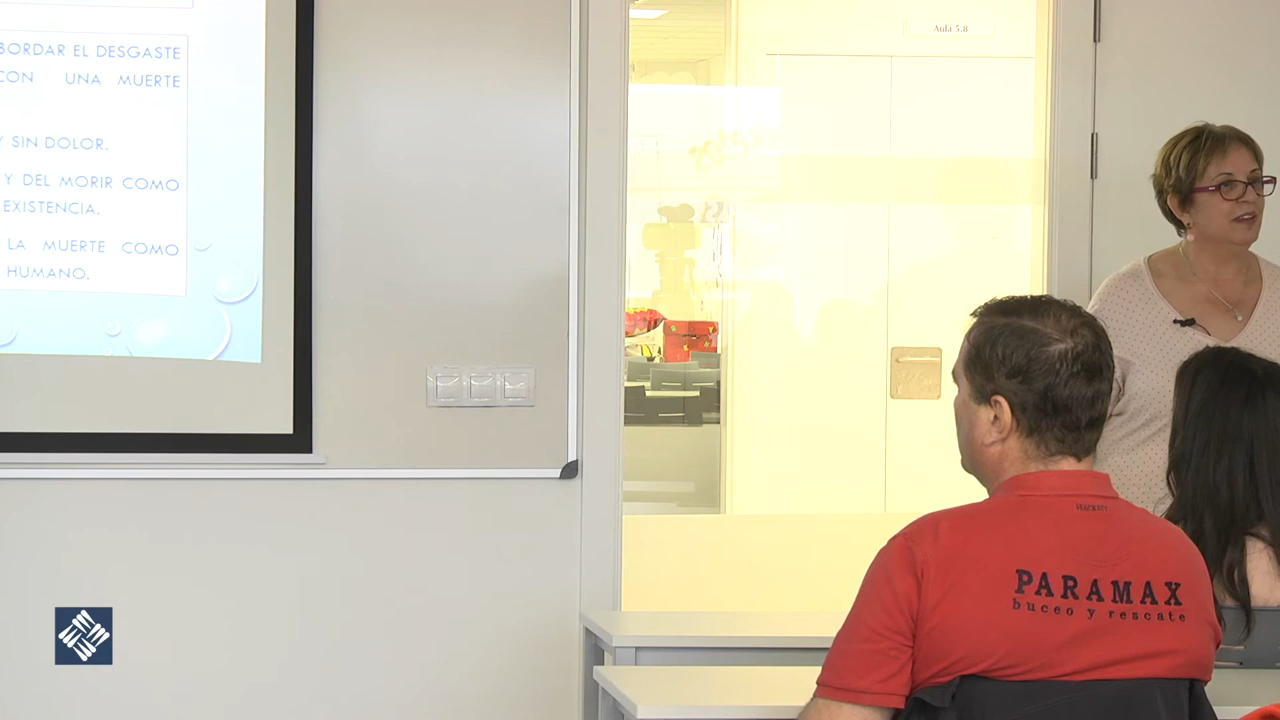 BORDAR EL DESGASTE
CON UNA MUERTE
Y SIN DOLOR.
Y DEL MORIR COMO
EXISTENCIA.
LA MUERTE COMO
HUMANO.
Aula 5.8
HACKETT
PARAMAX
buceo y rescate